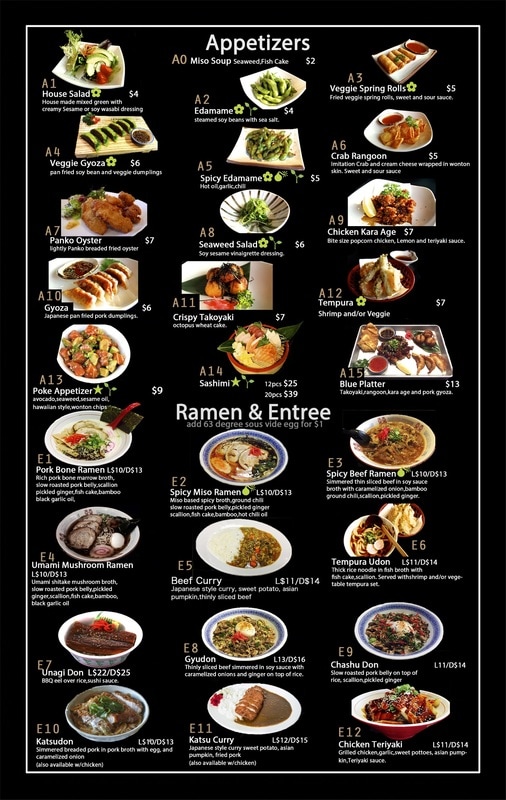 Appetizers
A0 Miso Soup Seaweed,Fish Cake $2
A1
House Salad $4
House made mixed green with
creamy Sesame or soy wasabi dressing
A2
Edamame $4
steamed soy beans with sea salt.
A3
Veggie Spring Rolls $5
Fried veggie spring rolls, sweet and sour sauce.
A4
Veggie Gyoza $6
pan fried soy bean and veggie dumplings
A5
Spicy Edamame $5
Hot oil,garlic,chili
A6
Crab Rangoon $5
Irritation Crab and cream cheese wrapped in wonton
skin. Sweet and sour sauce
A7
Panko Oyster $7
lightly Panko breaded fried oyster
A8
Seaweed Salad $6
Soy sesame vinaigrette dressing.
A9
Chicken Kara Age $7
Bite size popcorn chicken, Lemon and teriyaki sauce.
A10
Gyoza $6
Japanese pan fried pork dumplings.
A11
Crispy Takoyaki $7
octopus wheat cake.
A12
Tempura $7
Shrimp and/or Veggie
A13
Poke Appetizer $9
avocado,seaweed,sesame oil,
hawaiian style,wonton chips
A14
Sashimi 12pcs $25
20pcs $39
A15
Blue Platter $13
Takoyaki,rangoon,kara age and pork gyoza.
Ramen & Entree
add 63 degree sous vide egg for $1
E1
Pork Bone Ramen L$10/D$13
Rich pork bone marrow broth,
slow roasted pork belly,scallion
pickled ginger,fish cake,bamboo
black garlic oil,
E2
Spicy Miso Ramen L$10/D$13
Miso based spicy broth,ground chili
slow roasted pork belly,pickled ginger
scallion,fish cake,bamboo,hot chili oil
E3
Spicy Beef Ramen L$10/D$13
Simmered thin sliced beef in soy sauce
broth with caramelized onion,bamboo
ground chili,scallion,pickled ginger.
E4
Umami Mushroom Ramen
L$10/D$13
Umami shitake mushroom broth,
slow roasted pork belly,pickled
ginger,scallion,fish cake,bamboo,
black garlic oil
E5
Beef Curry L$11/D$14
Japanese style curry, sweet potato, asian
pumpkin,thinly sliced beef
E6
Tempura Udon L$11/D$14
Thick rice noodle in fish broth with
fish cake,scallion. Served withshrimp and/or vege-
table tempura set.
E7
Unagi Don L$22/D$25
BBQ eel over rice,sushi sauce.
E8
Gyudon L13/D$16
Thinly sliced beef simmered in soy sauce with
caramelized onions and ginger on top of rice.
E9
Chashu Don L11/D$14
Slow roasted pork belly on top of
rice, scallion,pickled ginger
E10
Katsudon L$10/D$13
Simmered breaded pork in pork broth with egg, and
caramelized onion
(also available w/chicken)
E11
Katsu Curry L$12/D$15
Japanese style curry sweet potato, asian
pumpkin, fried pork
(also available w/chicken)
E12
Chicken Teriyaki L$11/D$14
Grilled chicken,garlic,sweet pottoes, asian pump-
kin,Teriyaki sauce.